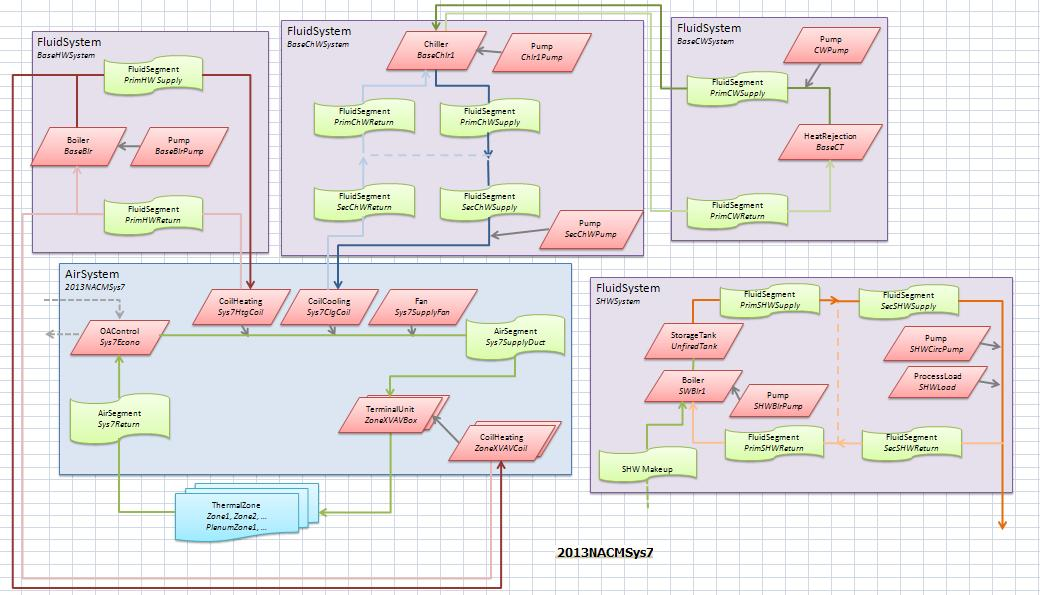 FluidSystem
BaseHWSystem
FluidSegment
PrimHW Supply
Boiler
BaseBlr
Pump
BaseBlrPump
FluidSegment
PrimHWReturn
FluidSystem
BaseChWSystem
Chiller
BaseChlr1
Pump
Chlr1Pump
FluidSegment
PrimChWReturn
FluidSegment
PrimChWSupply
FluidSegment
SecChWReturn
FluidSegment
SecChWSupply
Pump
SecChWPump
FluidSystem
BaseCWSystem
Pump
CWPump
FluidSegment
PrimCWSupply
HeatRejection
BaseCT
FluidSegment
PrimCWReturn
AirSystem
2013NACMSys7
OAControl
Sys7Econo
CoilHeating
Sys7HtgCoil
CoilCooling
Sys7ClgCoil
Fan
Sys7SupplyFan
AirSegment
Sys7SupplyDuct
AirSegment
Sys7Return
TerminalUnit
ZoneXVAVBox
CoilHeating
ZoneXVAVCoil
ThermalZone
Zone1, Zone2, ...
PlenumZone1, ...
FluidSystem
SHWSystem
FluidSegment
PrimSHWSupply
FluidSegment
SecSHWSupply
StorageTank
UnfiredTank
Pump
SHWCircPump
Boiler
SWBlr1
ProcessLoad
SHWLoad
Pump
SHWBlrPump
FluidSegment
PrimSHWReturn
FluidSegment
SecSHWReturn
SHW Makeup
2013NACMSys7